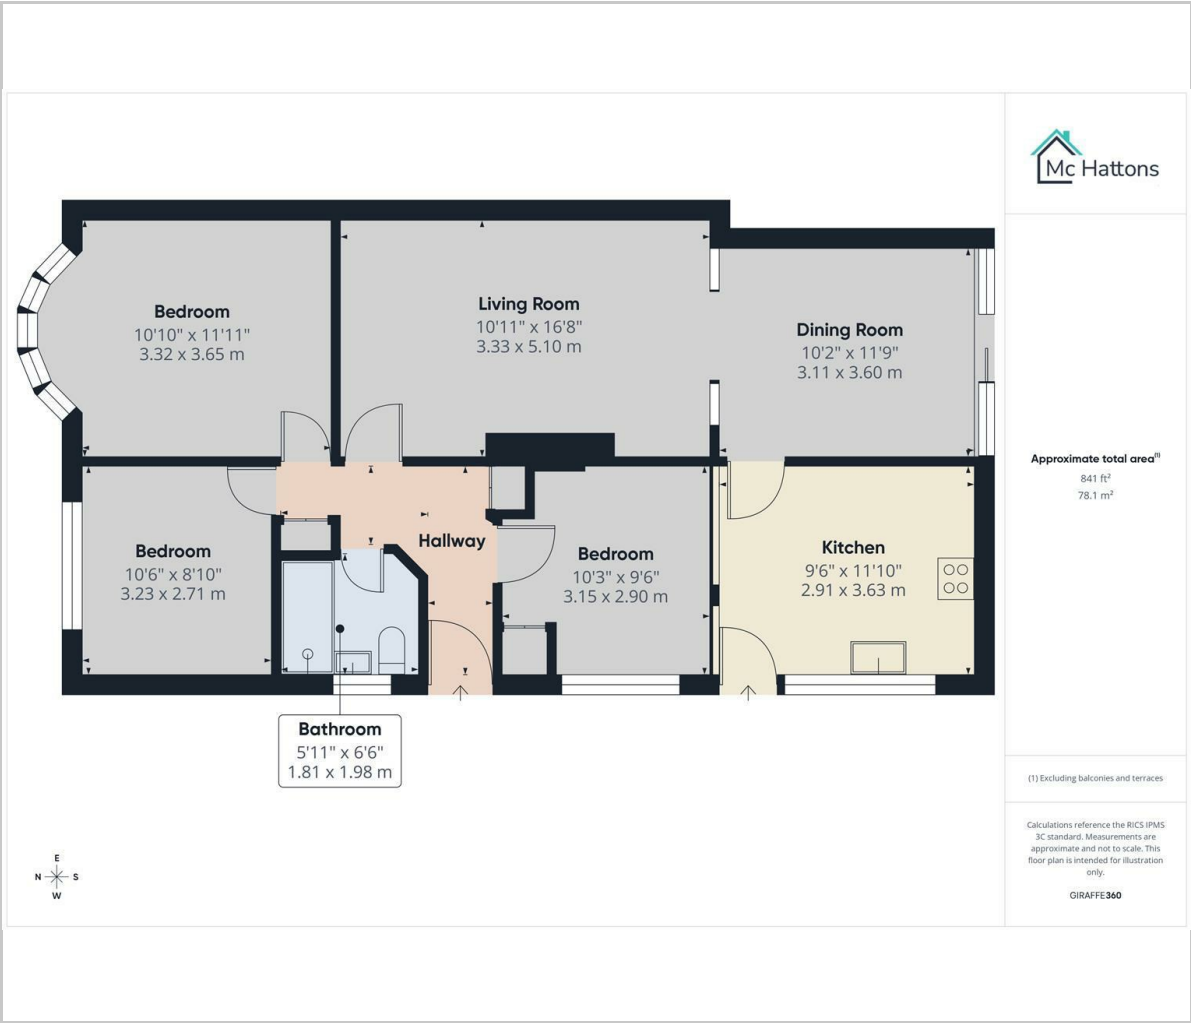 Mc Hattons
Bedroom
10'10" x 11'11"
3.32 x 3.65 m
Living Room
10'11" x 16'8"
3.33 x 5.10 m
Dining Room
10'2" x 11'9"
3.11 x 3.60 m
Bedroom
10'6" x 8'10"
3.23 x 2.71 m
Hallway
Bedroom
10'3" x 9'6"
3.15 x 2.90 m
Kitchen
9'6" x 11'10"
2.91 x 3.63 m
Bathroom
5'11" x 6'6"
1.81 x 1.98 m
Approximate total area(1)
841 ft²
78.1 m²
(1) Excluding balconies and terraces
Calculations reference the RICS IPMS
3C standard. Measurements are
approximate and not to scale. This
floor plan is intended for illustration
only.
GIRAFFE360
E
N S
W